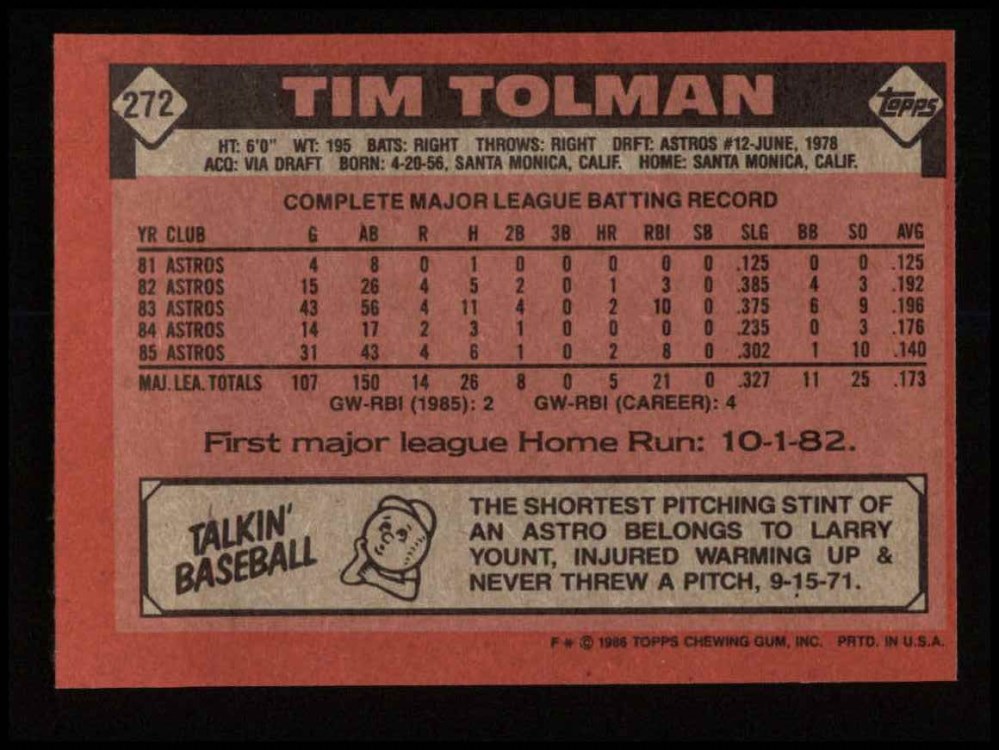 272 TIM TOLMAN Topps
HT: 6'0" WT: 195 BATS: RIGHT THROWS: RIGHT DRFT: ASTROS #12-JUNE, 1978
ACQ: VIA DRAFT BORN: 4-20-56, SANTA MONICA, CALIF. HOME: SANTA MONICA, CALIF.
COMPLETE MAJOR LEAGUE BATTING RECORD
YR CLUB G AB R H 2B 3B HR RBI SB SLG BB SO AVG
81 ASTROS 4 8 0 1 0 0 0 0 0 .125 0 0 .125
82 ASTROS 15 26 4 5 2 0 1 3 0 .385 4 3 .192
83 ASTROS 43 56 4 11 4 0 2 10 0 .375 6 9 .196
84 ASTROS 14 17 2 3 1 0 0 0 0 .235 0 3 .176
85 ASTROS 31 43 4 6 1 0 2 8 0 .302 1 10 .140
MAJ. LEA. TOTALS 107 150 14 26 8 0 5 21 0 .327 11 25 .173
GW-RBI (1985): 2 GW-RBI (CAREER): 4
First major league Home Run: 10-1-82.
TALKIN'
BASEBALL
THE SHORTEST PITCHING STINT OF
AN ASTRO BELONGS TO LARRY
YOUNT, INJURED WARMING UP &
NEVER THREW A PITCH, 9-15-71.
F * © 1986 TOPPS CHEWING GUM, INC. PRTD. IN U.S.A.